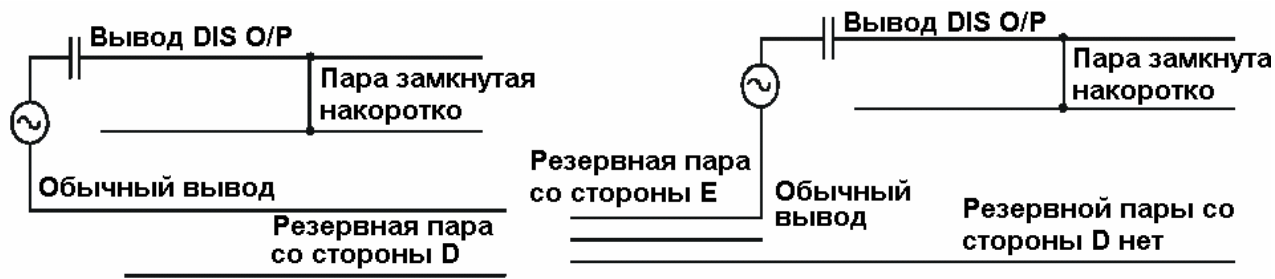 Вывод DIS O/P
Пара замкнутая
накоротко
Обычный вывод
Резервная пара
со стороны D
Вывод DIS O/P
Пара замкнута
накоротко
Резервная пара
со стороны E
Обычный
вывод
Резервной пары со
стороны D нет